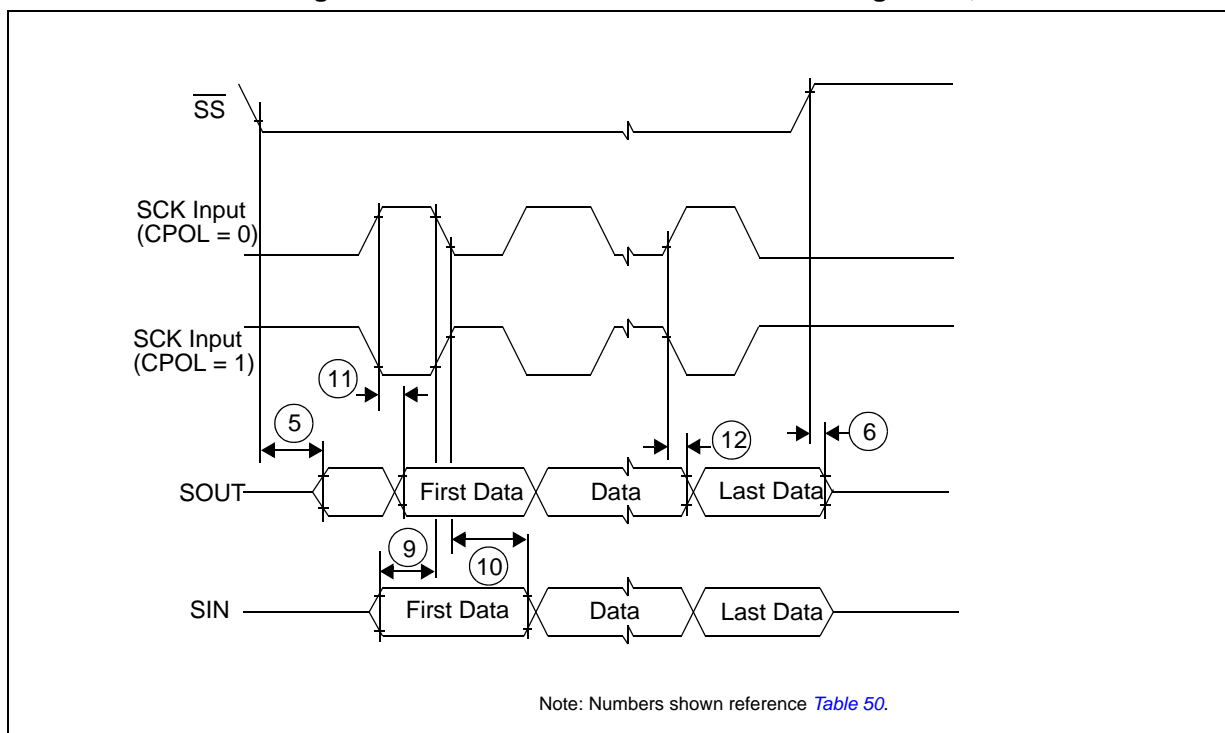 SS
SCK Input
(CPOL = 0)
SCK Input
(CPOL = 1)
11
5
12
6
SOUT
First Data
Data
Last Data
9
10
SIN
First Data
Data
Last Data
Note: Numbers shown reference Table 50.